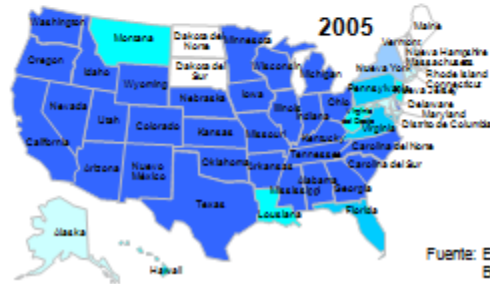 2005
Washington
Montana
Dakota del
Norte
Minnesota
Maine
Vermont
Nueva Hampshire
Massachusets
Rhode Island
Connecticut
Oregon
Idaho
Wyoming
Dakota del
Sur
Wisconsin
Michigan
Nueva York
Pennsylvania
Delaware
Maryland
Distrito de Columbia
Nevada
Utah
Colorado
Nebraska
Iowa
Illinois
Indiana
Ohio
Virginia
California
Kansas
Missouri
Kentucky
Carolina del Norte
Carolina del Sur
Arizona
Nuevo
México
Oklahoma
Arkansas
Tennessee
Texas
Lousiana
Mississippi
Alabama
Georgia
Florida
Alaska
Hawaii
Fuente: E
B